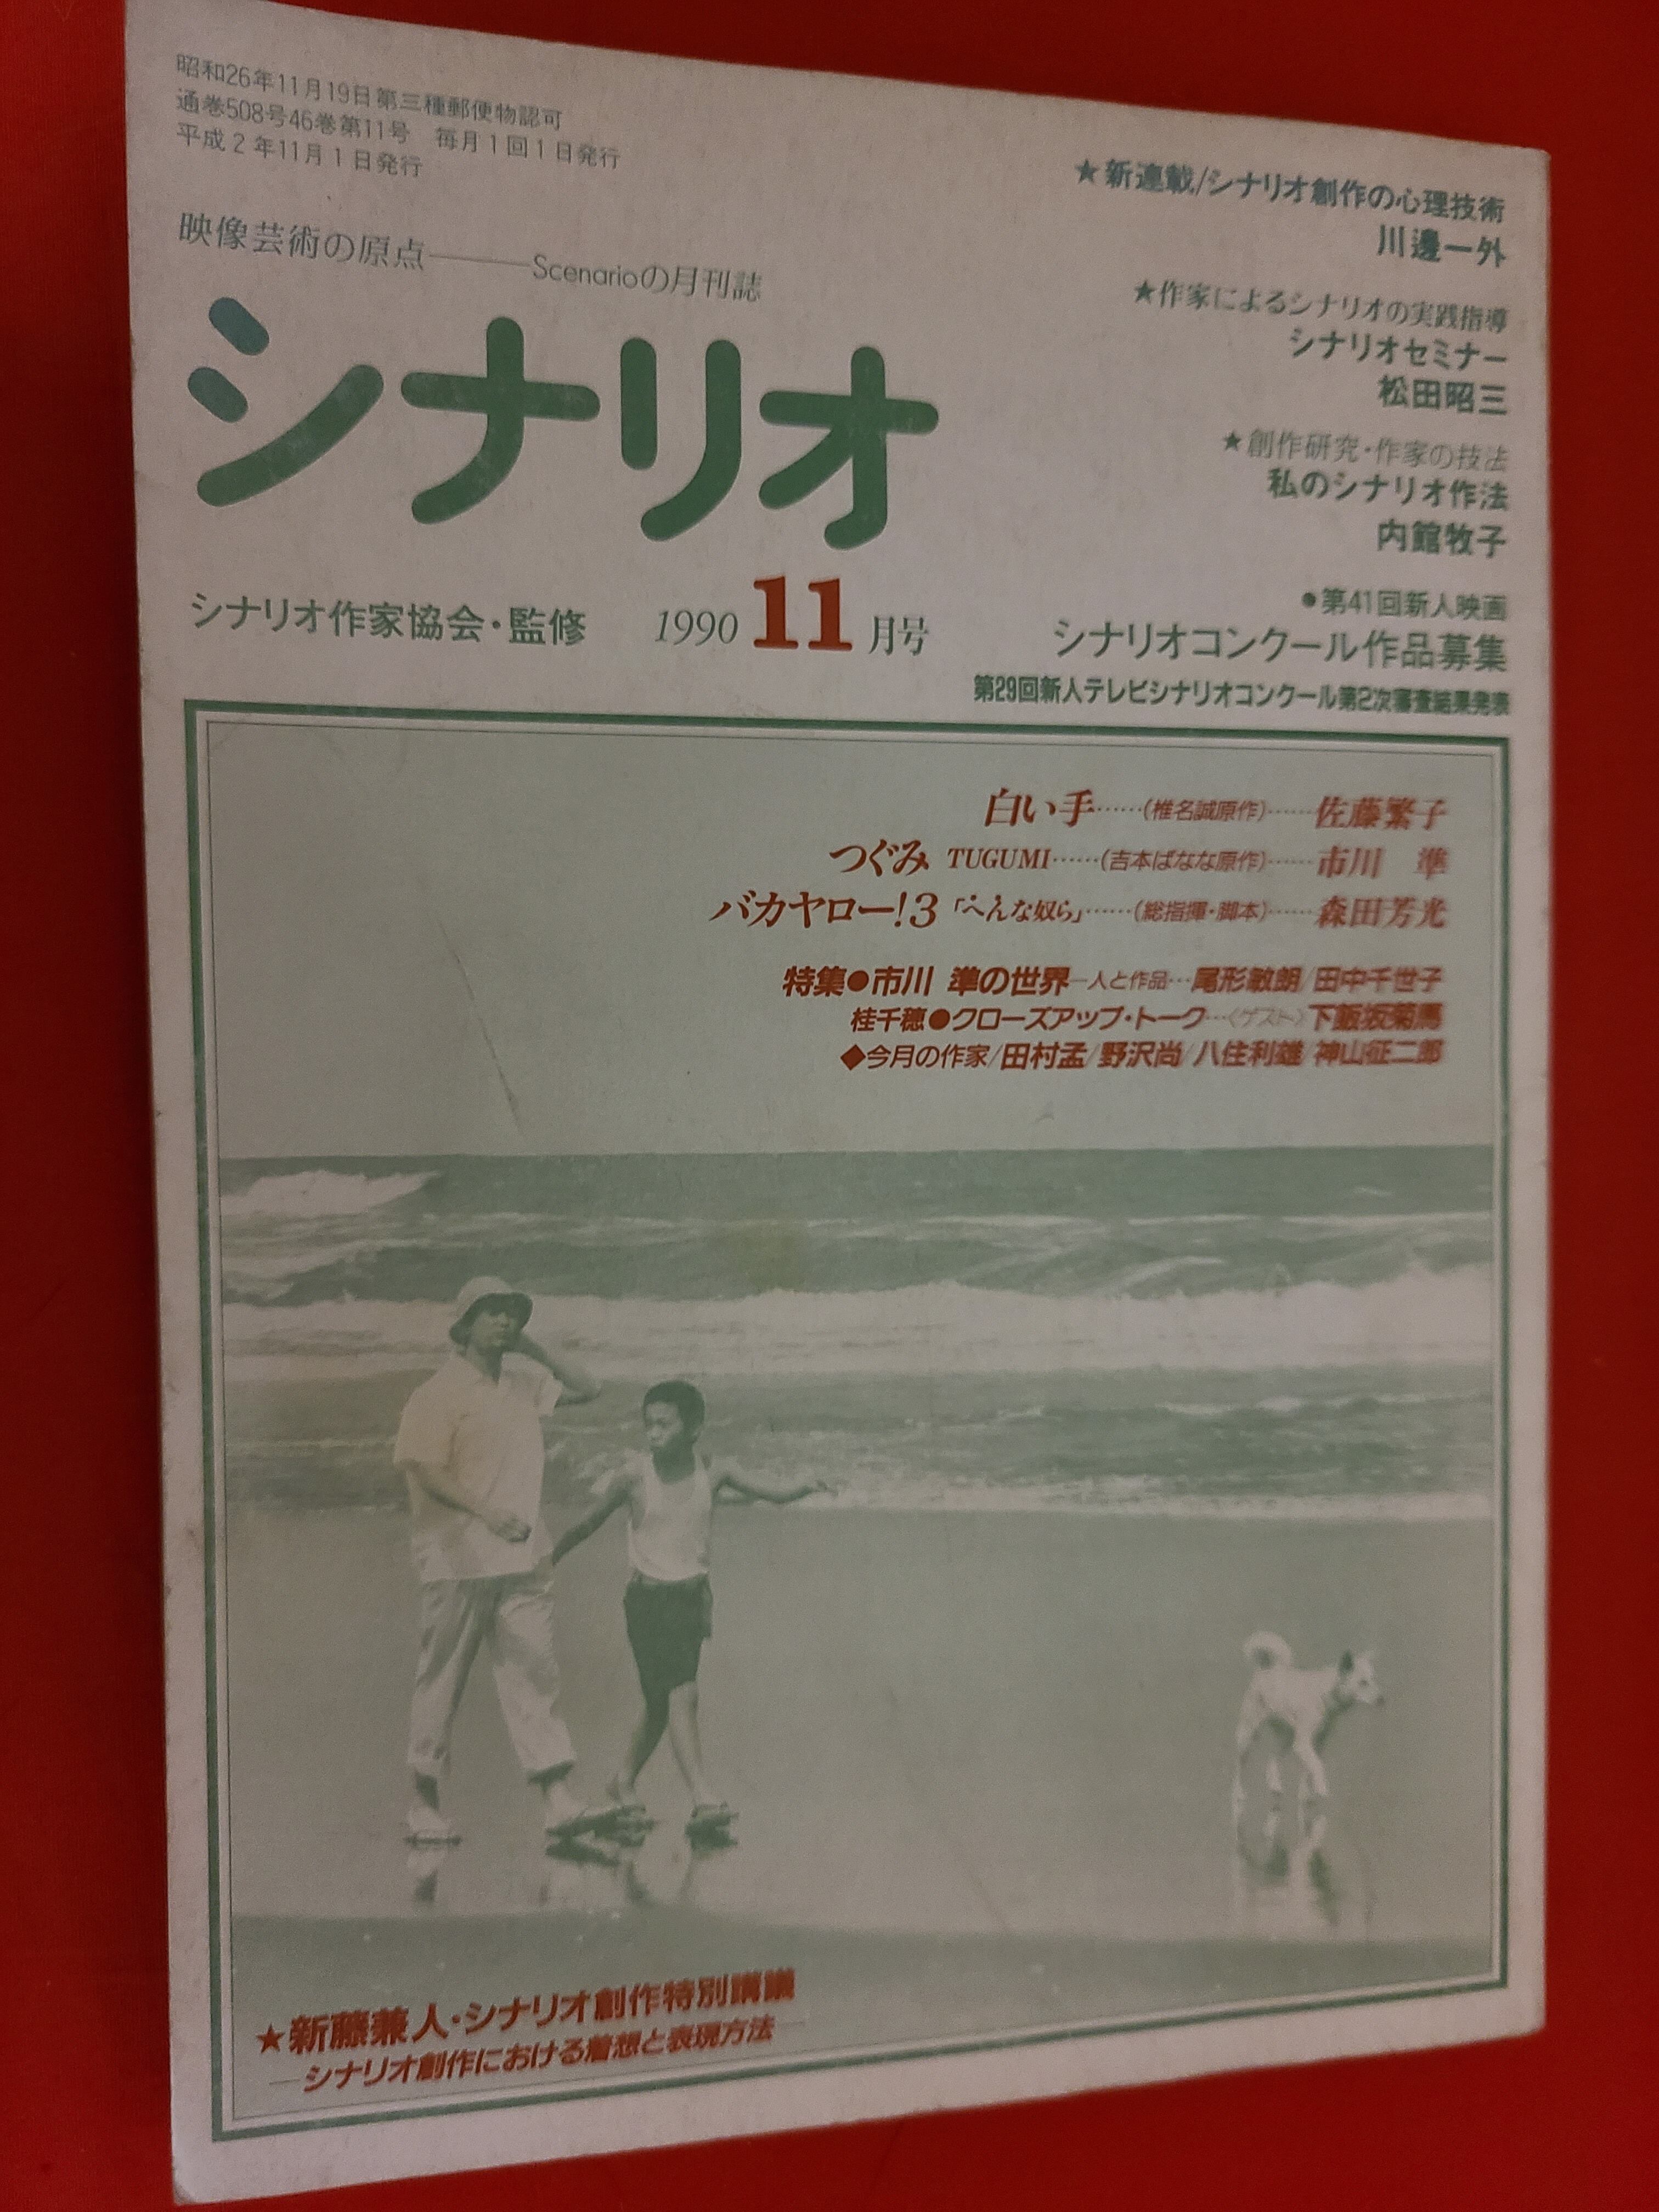 昭和26年11月19日第三種郵便物認可
通巻508号46巻第11号 毎月1回1日発行
平成2年11月1日発行
映像芸術の原点――Scenarioの月刊誌
シナリオ
シナリオ作家協会・監修 1990 11月号
★新連載/シナリオ創作の心理技術
川邊一外
★作家によるシナリオの実践指導
シナリオセミナー
松田昭三
★創作研究・作家の技法
私のシナリオ作法
内館牧子
●第41回新人映画
シナリオコンクール作品募集
第29回新人テレビシナリオコンクール第2次審査結果発表
白い手……(椎名誠原作)……佐藤繁子
つぐみ TUGUMI……(吉本ばなな原作)……市川 準
バカヤロー!3「へんな奴ら」……(総指揮・脚本)……森田芳光
特集●市川 準の世界―人と作品…尾形敏朗/田中千世子
桂千穂●クローズアップ・トーク…〈ゲスト〉下飯坂菊馬
◆今月の作家/田村孟/野沢尚/八住利雄/神山征二郎
★新藤兼人・シナリオ創作特別講義
―シナリオ創作における着想と表現方法―